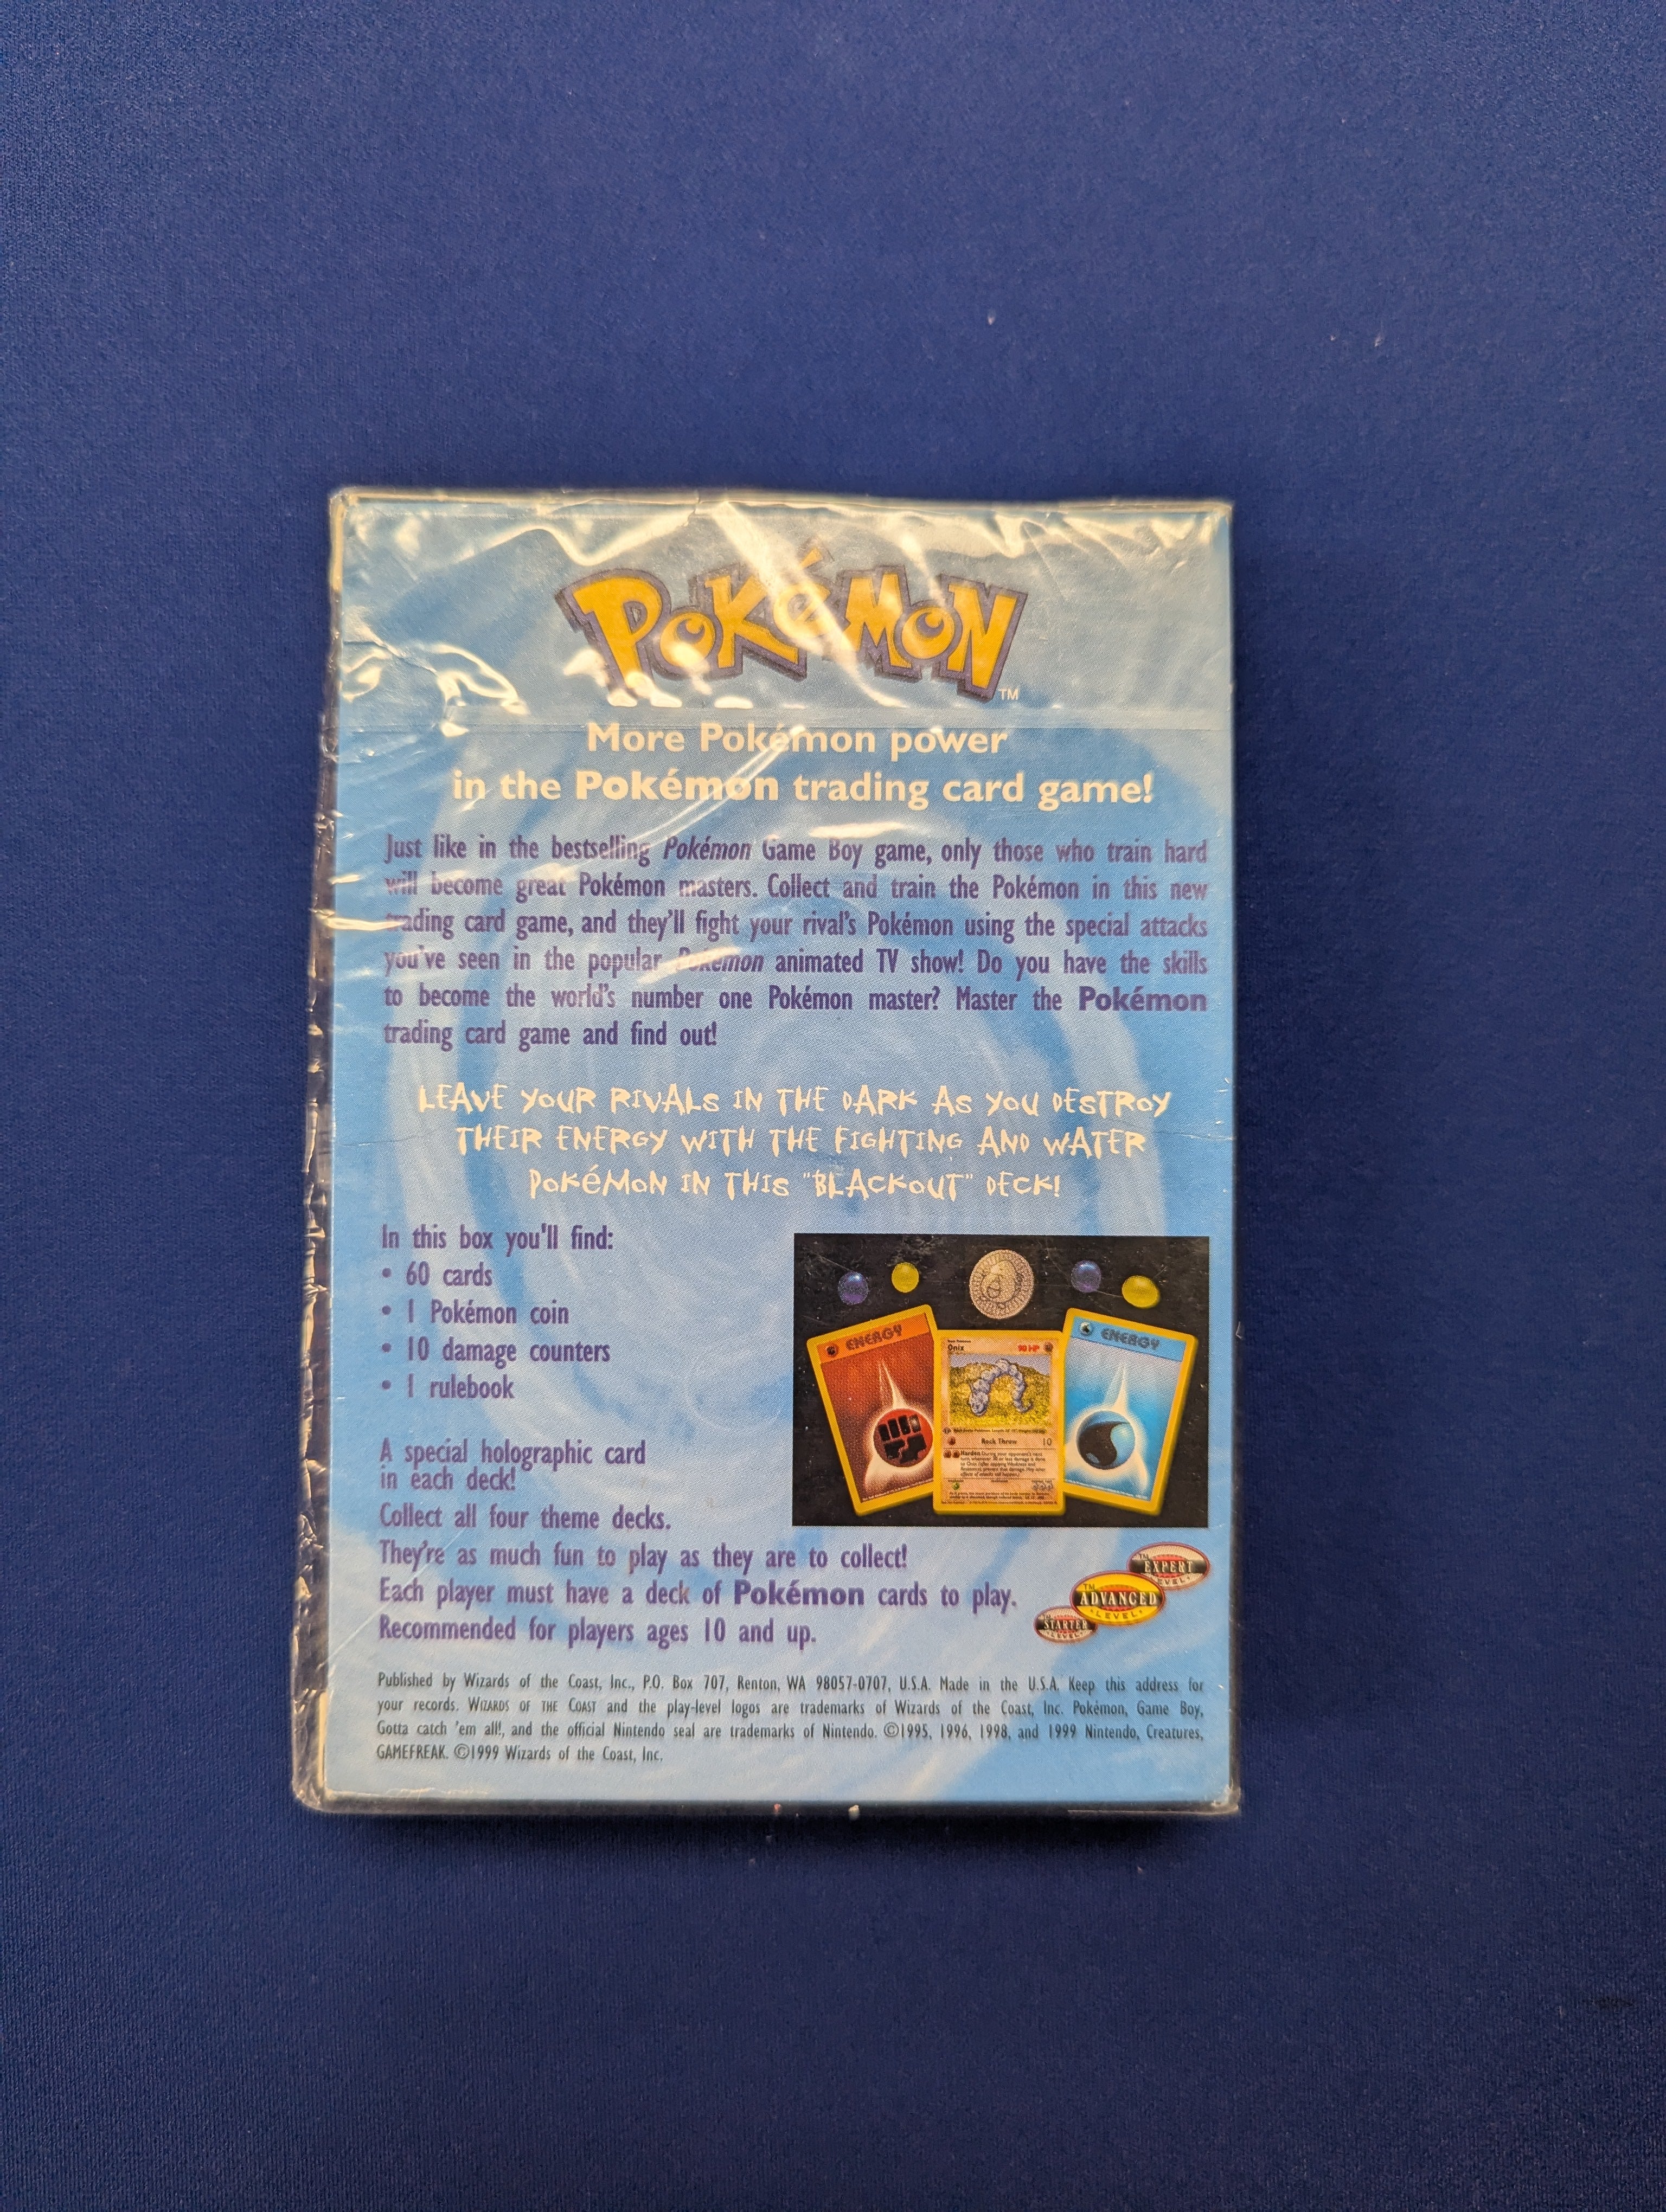 POKéMON
TM
More Pokémon power
in the Pokémon trading card game!
Just like in the bestselling Pokémon Game Boy game, only those who train hard
will become great Pokémon masters. Collect and train the Pokémon in this new
trading card game, and they'll fight your rival's Pokémon using the special attacks
you've seen in the popular Pokémon animated TV show! Do you have the skills
to become the world's number one Pokémon master? Master the Pokémon
trading card game and find out!
LEAVE YOUR RIVALS IN THE DARK AS YOU DESTROY
THEIR ENERGY WITH THE FIGHTING AND WATER
POKéMON IN THIS "BLACKOUT" DECK!
In this box you'll find:
• 60 cards
• 1 Pokémon coin
• 10 damage counters
• 1 rulebook
A special holographic card
in each deck!
Collect all four theme decks.
They're as much fun to play as they are to collect!
Each player must have a deck of Pokémon cards to play.
Recommended for players ages 10 and up.
ENERGY
Onix
90 HP
Rock Throw 10
Harden
ENERGY
TM
EXPERT
LEVEL
TM
ADVANCED
LEVEL
TM
STARTER
LEVEL
Published by Wizards of the Coast, Inc., P.O. Box 707, Renton, WA 98057-0707, U.S.A. Made in the U.S.A. Keep this address for
your records. WIZARDS OF THE COAST and the play-level logos are trademarks of Wizards of the Coast, Inc. Pokémon, Game Boy,
Gotta catch 'em all!, and the official Nintendo seal are trademarks of Nintendo. ©1995, 1996, 1998, and 1999 Nintendo, Creatures,
GAMEFREAK. ©1999 Wizards of the Coast, Inc.